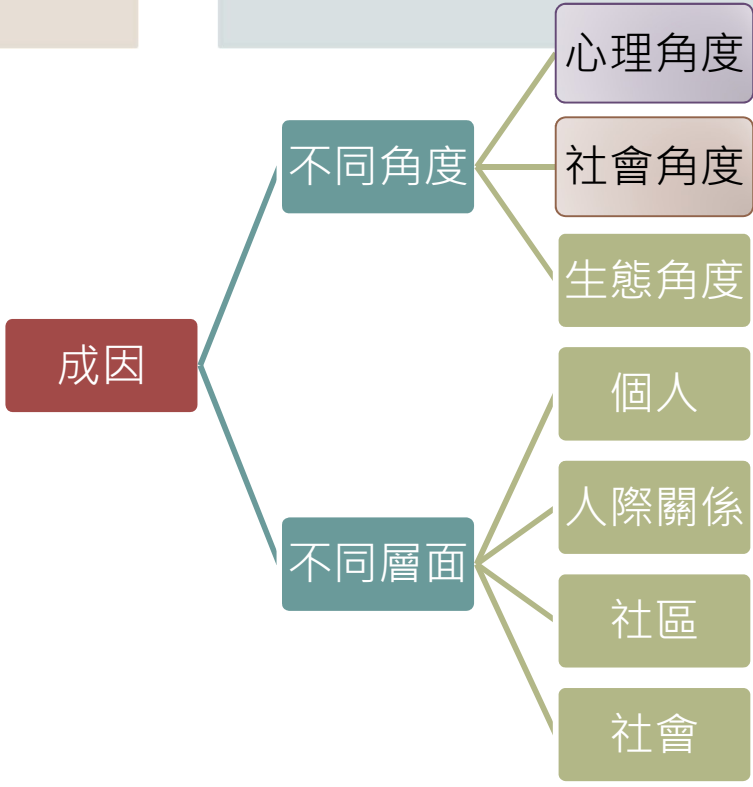 成因
不同角度
心理角度
社會角度
生態角度
不同層面
個人
人際關係
社區
社會